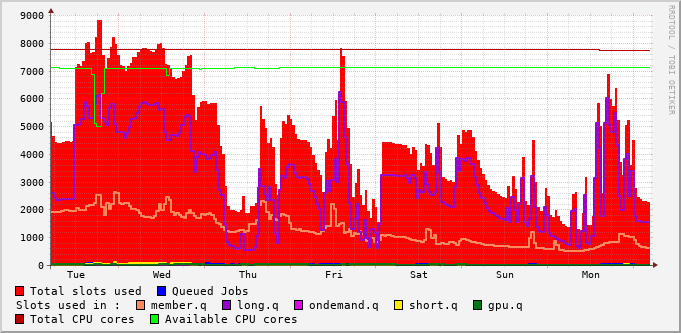 9000
8000
7000
6000
5000
4000
3000
2000
1000
0
Tue Wed Thu Fri Sat Sun Mon
RRDTOOL / TOBI OETIKER
Total slots used Queued Jobs
Slots used in : member.q long.q ondemand.q short.q gpu.q
Total CPU cores Available CPU cores